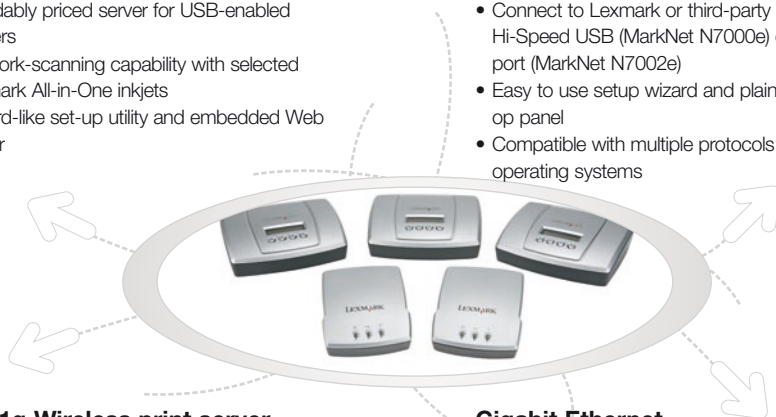 dably priced server for USB-enabled
ers
ork-scanning capability with selected
mark All-in-One inkjets
rd-like set-up utility and embedded Web
r
• Connect to Lexmark or third-party
Hi-Speed USB (MarkNet N7000e)
port (MarkNet N7002e)
• Easy to use setup wizard and plain
op panel
• Compatible with multiple protocols
operating systems
LEXMARK
LEXMARK
1g Wireless print server
Gigabit Ethernet